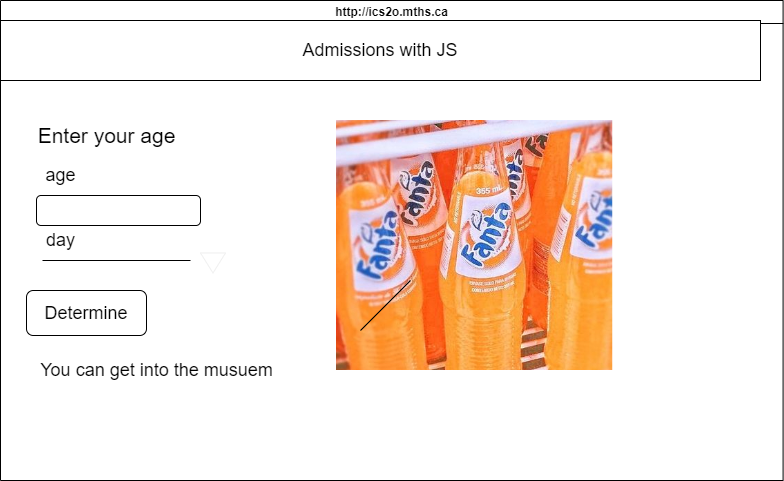 http://ics2o.mths.ca
Admissions with JS
Enter your age
age
day
Determine
You can get into the musuem
Fanta
Fanta
355 mL
Fanta
Fanta